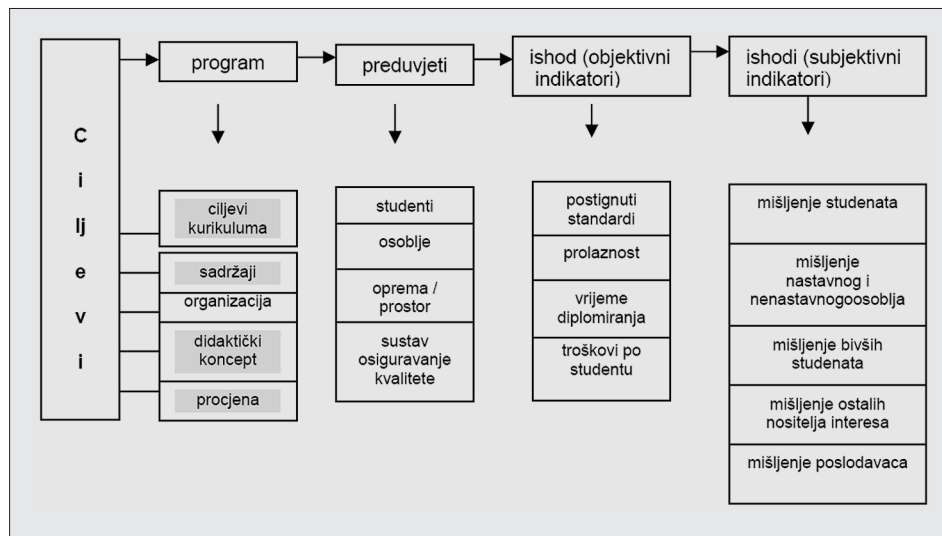 C
i
lj
e
v
i
program
preduvjeti
ishod (objektivni
indikatori)
ishodi (subjektivni
indikatori)
ciljevi
kurikuluma
sadržaji
organizacija
didaktički
koncept
procjena
studenti
osoblje
oprema /
prostor
sustav
osiguravanje
kvalitete
postignuti
standardi
prolaznost
vrijeme
diplomiranja
troškovi po
studentu
mišljenje studenata
mišljenje
nastavnog i
nenastavnogoosoblja
mišljenje bivših
studenata
mišljenje ostalih
nositelja interesa
mišljenje poslodavaca